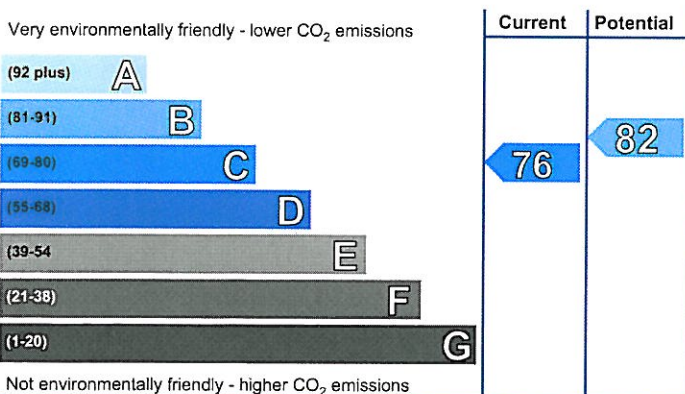 Current Potential
Very environmentally friendly - lower CO₂ emissions
(92 plus) A
(81-91) B
82
(69-80) C
76
(55-68) D
(39-54 E
(21-38) F
(1-20) G
Not environmentally friendly - higher CO₂ emissions